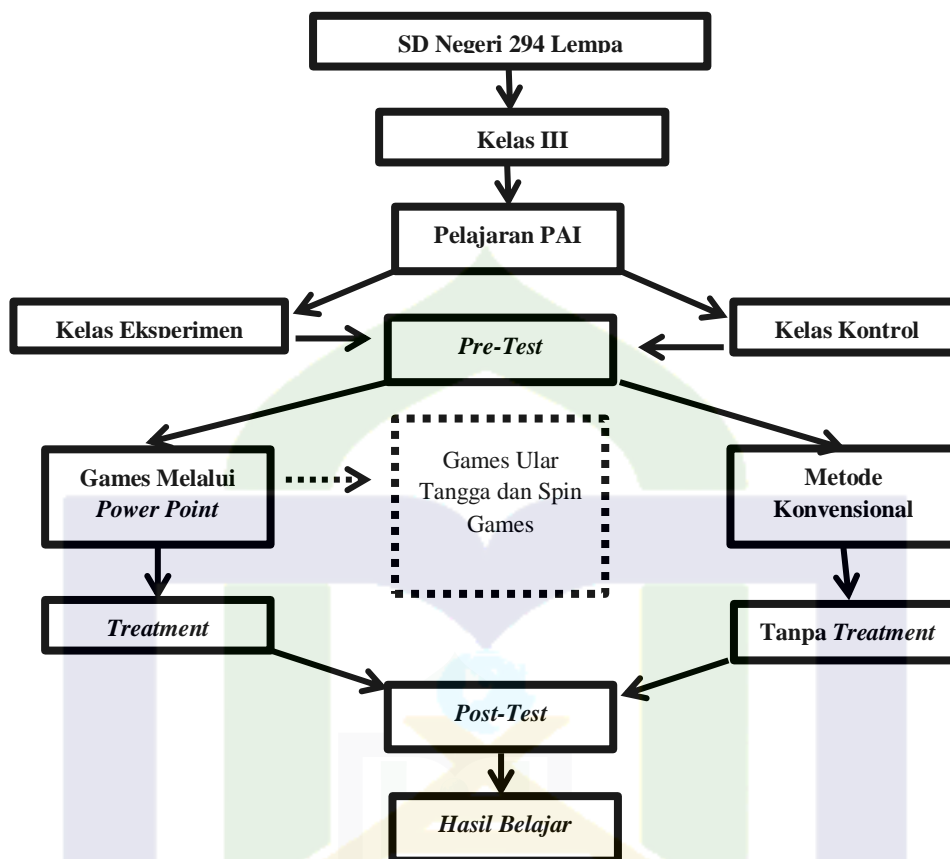 SD Negeri 294 Lempa
Kelas III
Pelajaran PAI
Kelas Eksperimen
Kelas Kontrol
Pre-Test
Games Melalui
Power Point
Games Ular
Tangga dan Spin
Games
Metode
Konvensional
Treatment
Tanpa Treatment
Post-Test
Hasil Belajar